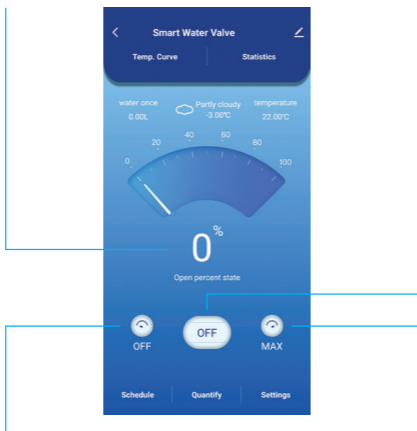 Smart Water Valve
Temp. Curve Statistics
water once Partly cloudy temperature
0.00L -3.00℃ 22.00℃
0 20 40 60 80 100
0%
Open percent state
OFF OFF MAX
Schedule Quantify Settings